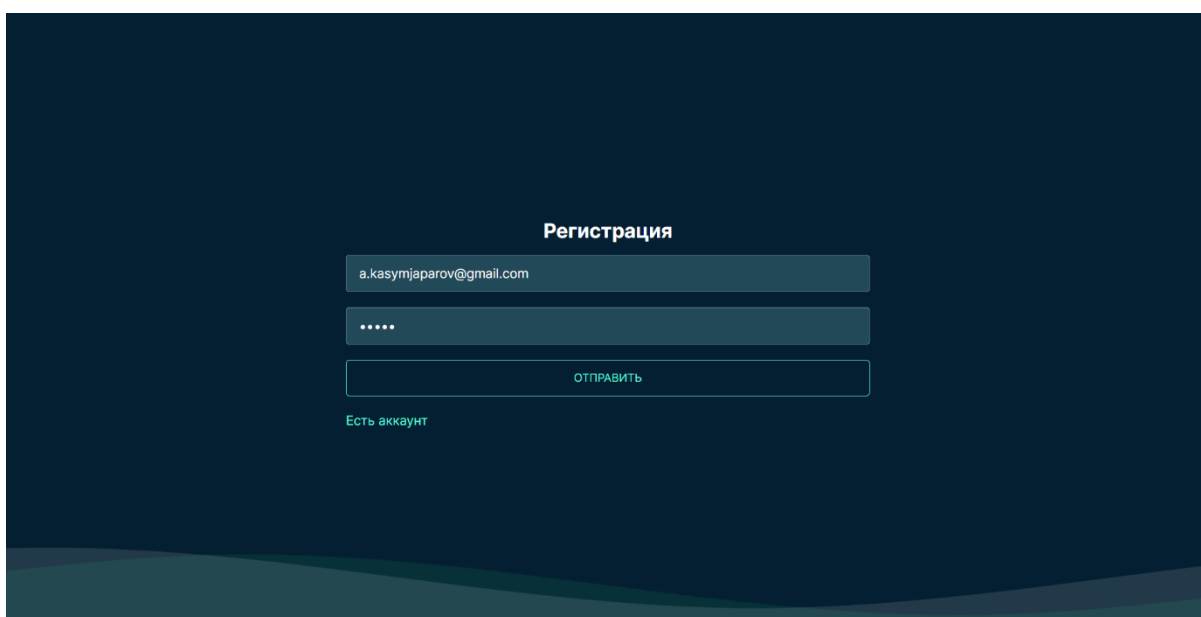 Регистрация
a.kasymjaparov@gmail.com
•••••
ОТПРАВИТЬ
Есть аккаунт